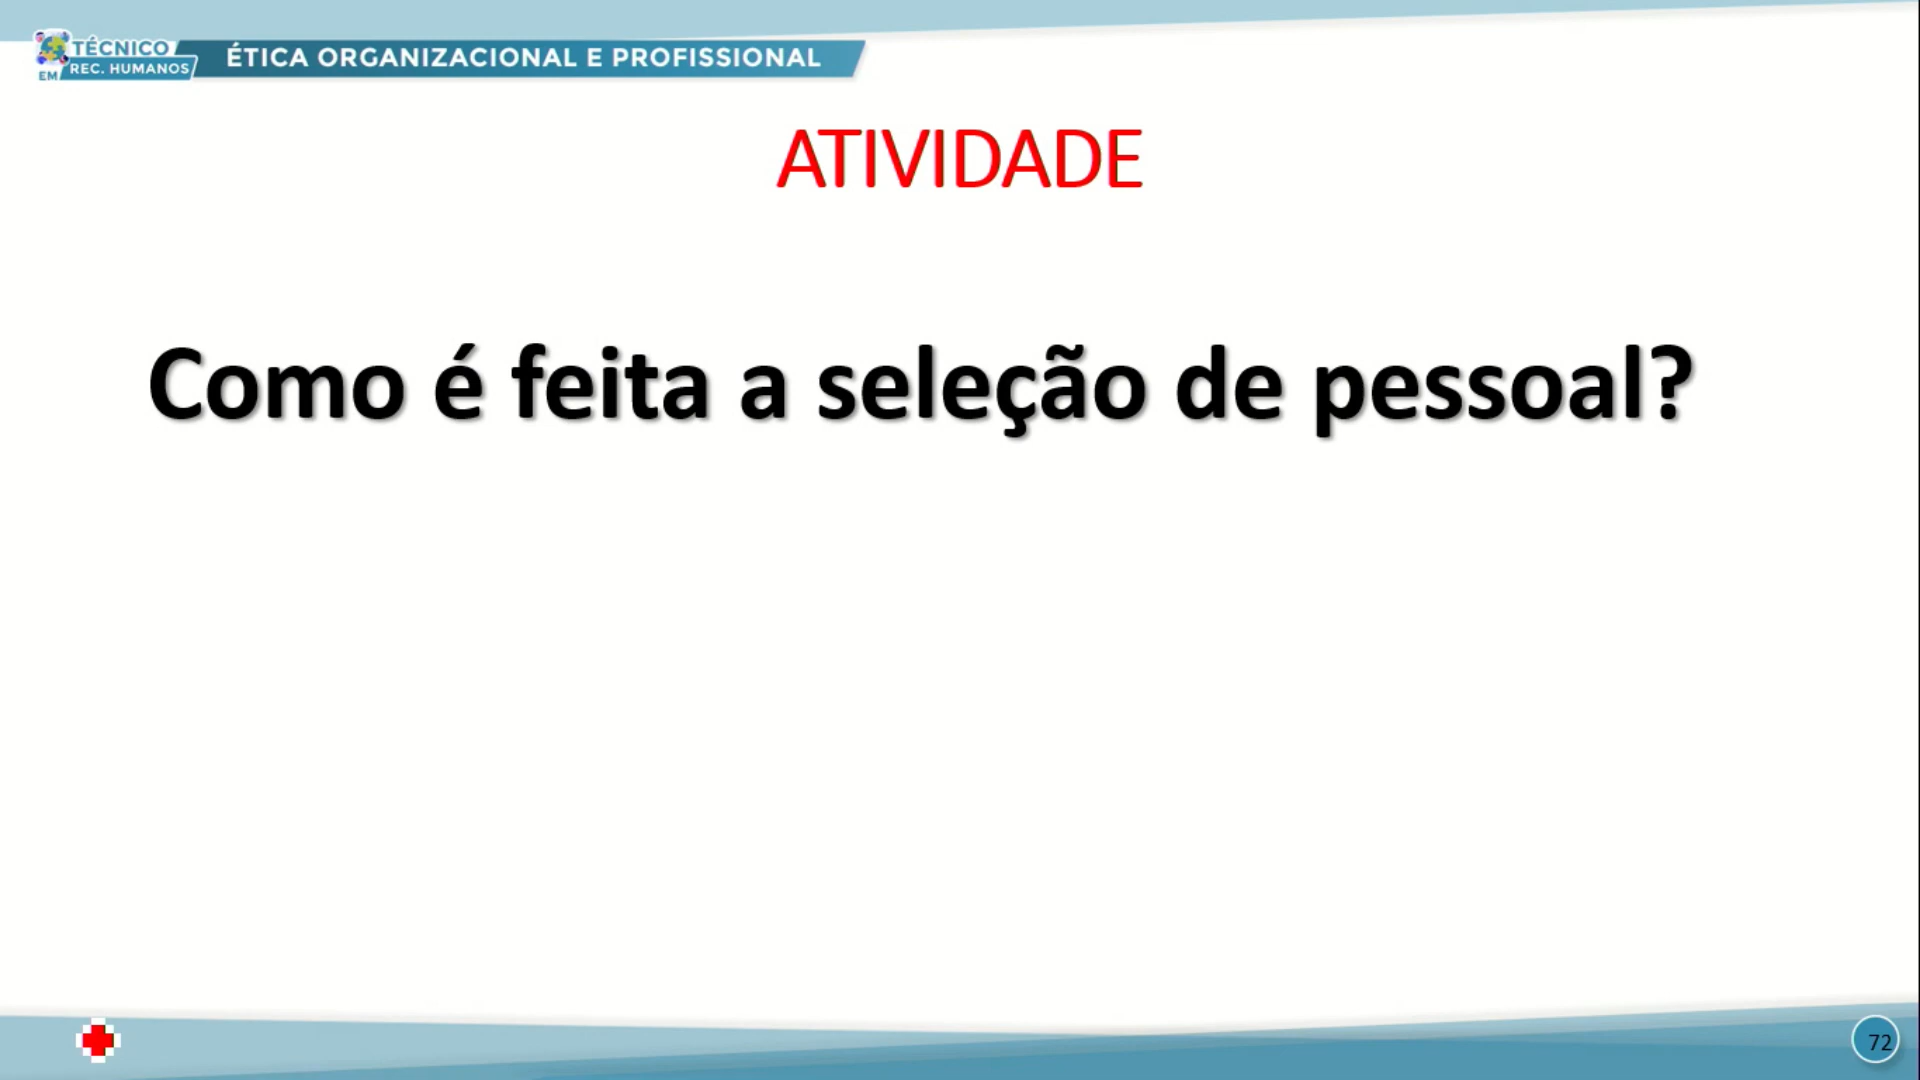 TÉCNICO
EM REC. HUMANOS
ÉTICA ORGANIZACIONAL E PROFISSIONAL
ATIVIDADE
Como é feita a seleção de pessoal?
72